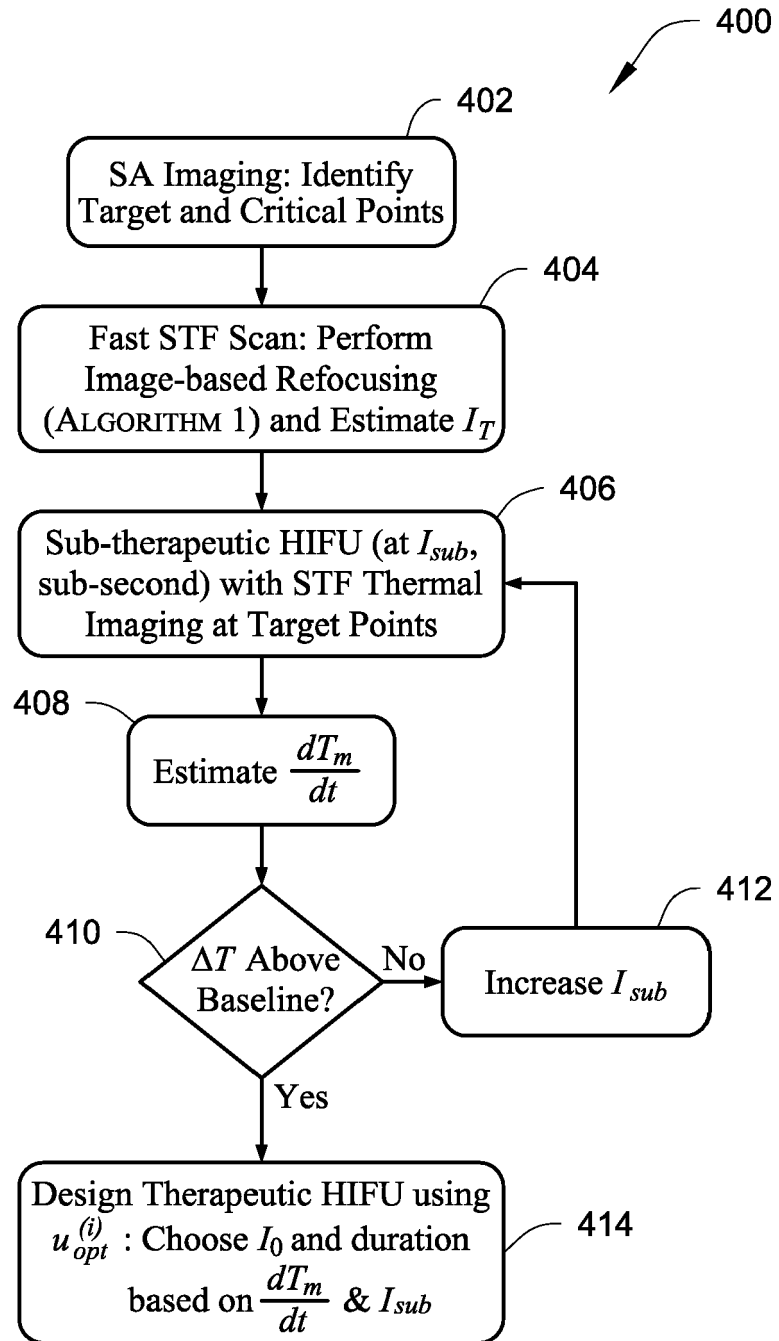 400
402
SA Imaging: Identify
Target and Critical Points
404
Fast STF Scan: Perform
Image-based Refocusing
(ALGORITHM 1) and Estimate I_T
406
Sub-therapeutic HIFU (at I_sub,
sub-second) with STF Thermal
Imaging at Target Points
408
Estimate dT_m/dt
410
ΔT Above
Baseline?
No
412
Increase I_sub
Yes
Design Therapeutic HIFU using
u_opt^(i) : Choose I_0 and duration
based on dT_m/dt & I_sub
414